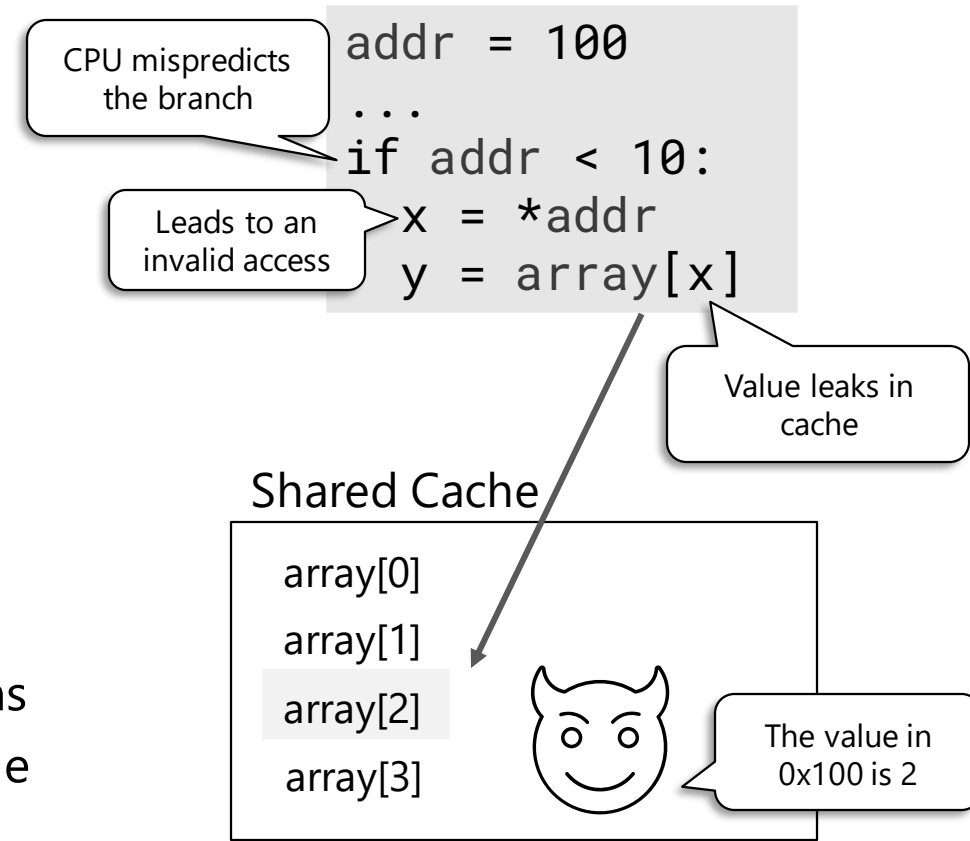 CPU mispredicts
the branch
addr = 100
...
if addr < 10:
Leads to an
invalid access
x = *addr
y = array[x]
Value leaks in
cache
Shared Cache
array[0]
array[1]
array[2]
array[3]
The value in
0x100 is 2